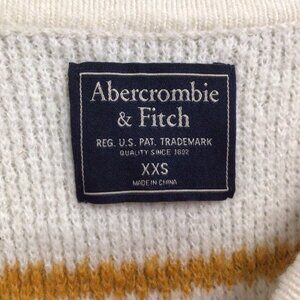 Abercrombie
& Fitch
REG. U.S. PAT. TRADEMARK
QUALITY SINCE 1892
XXS
MADE IN CHINA